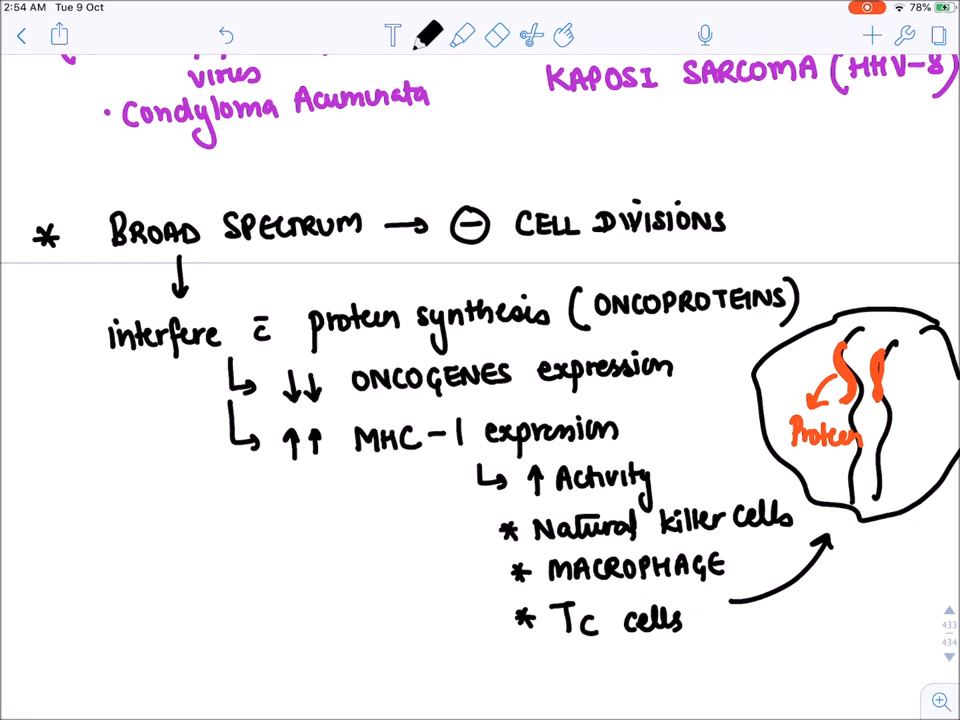 2:54 AM Tue 9 Oct
78%
T
virus
KAPOSI SARCOMA (HHV-8)
• Condyloma Acuminata
* BROAD SPECTRUM → ⊖ CELL DIVISIONS
↓
interfere c̄ protein synthesis (ONCOPROTEINS)
↳ ↓↓ ONCOGENES expression
↳ ↑↑ MHC-1 expression
Protein
↳ ↑ Activity
* Natural killer cells
* MACROPHAGE
* Tc cells
433
434